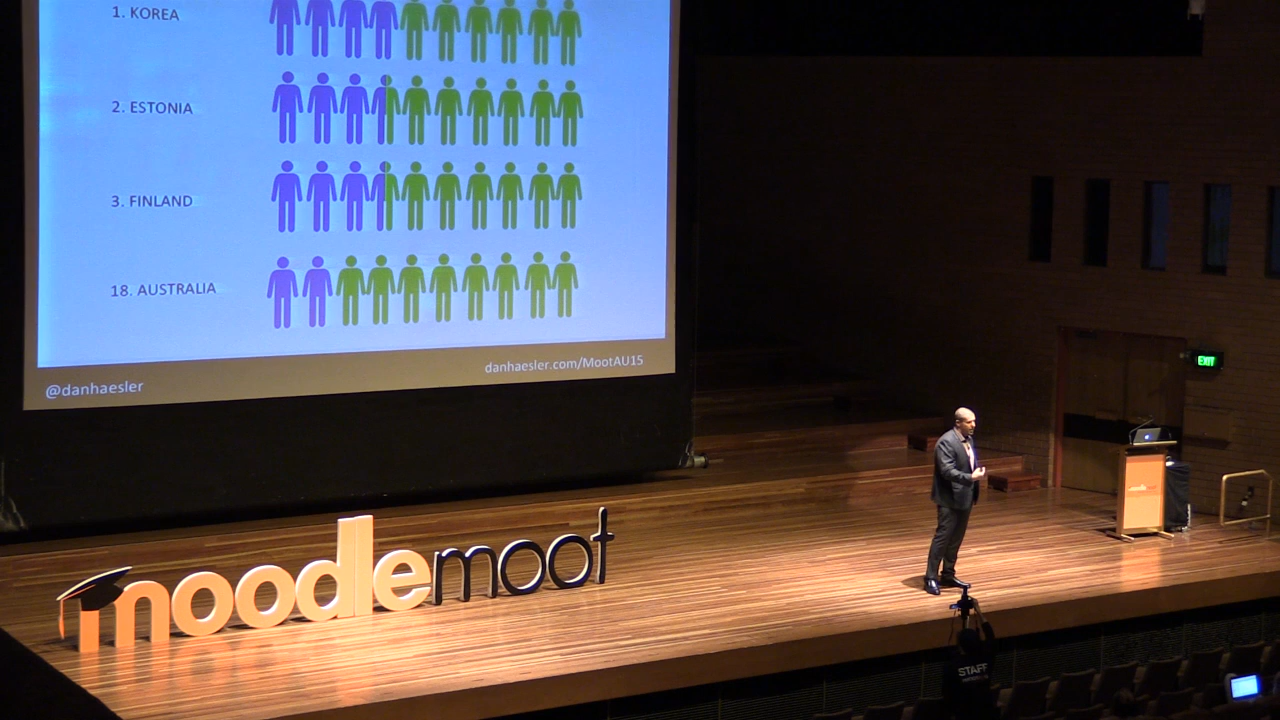 1. KOREA
2. ESTONIA
3. FINLAND
18. AUSTRALIA
@danhaesler
danhaesler.com/MootAU15
EXIT
moodlemoot
STAFF